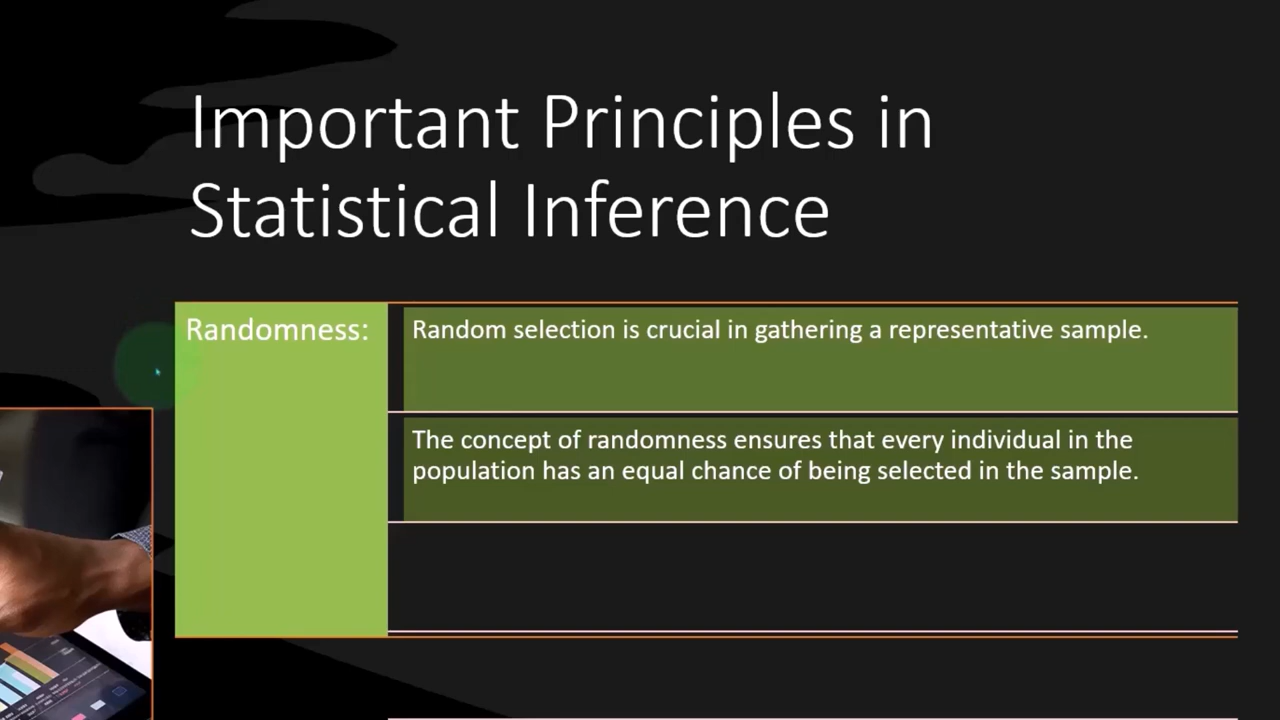 Important Principles in
Statistical Inference
Randomness:
Random selection is crucial in gathering a representative sample.
The concept of randomness ensures that every individual in the
population has an equal chance of being selected in the sample.